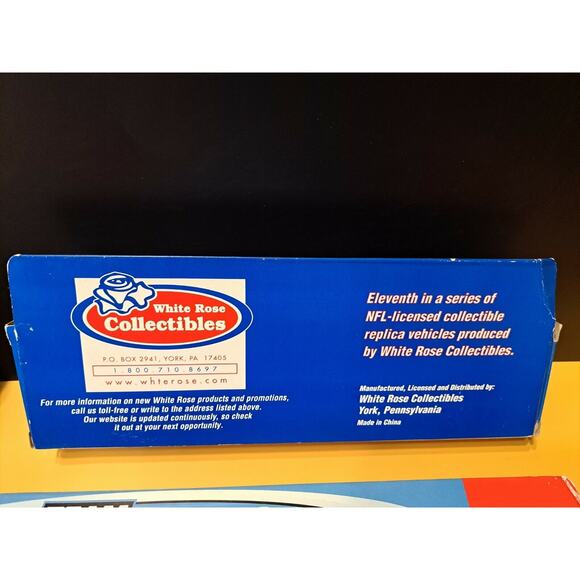 White Rose
Collectibles
P.O. BOX 2941, YORK, PA 17405
1.800.710.8697
www.whterose.com
For more information on new White Rose products and promotions,
call us toll-free or write to the address listed above.
Our website is updated continuously, so check
it out at your next opportunity.
Eleventh in a series of
NFL-licensed collectible
replica vehicles produced
by White Rose Collectibles.
Manufactured, Licensed and Distributed by:
White Rose Collectibles
York, Pennsylvania
Made in China